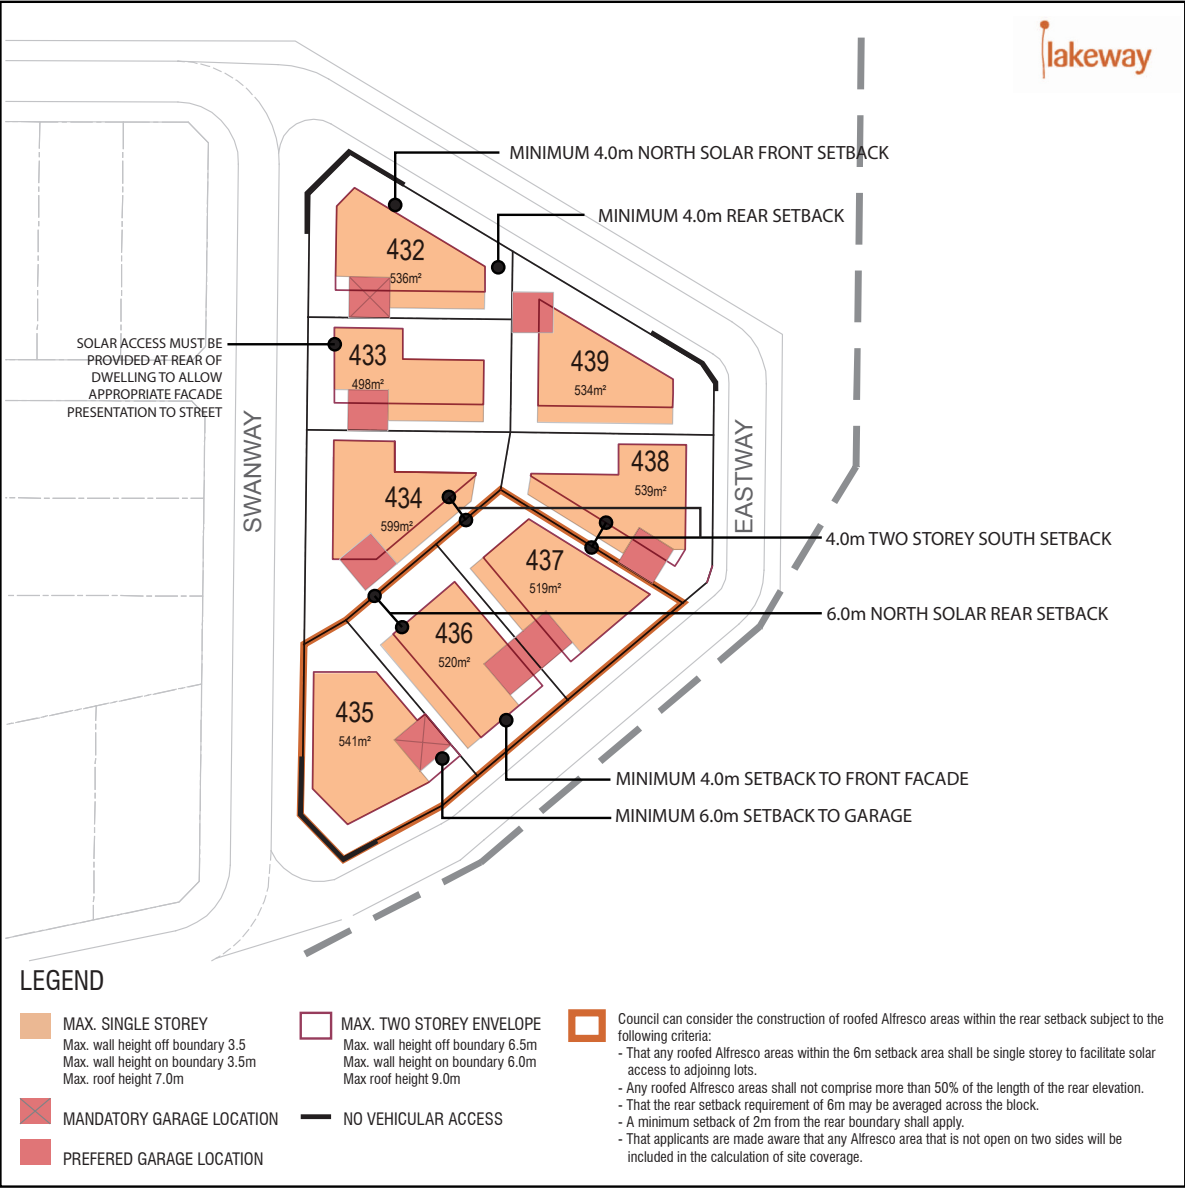 lakeway
MINIMUM 4.0m NORTH SOLAR FRONT SETBACK
MINIMUM 4.0m REAR SETBACK
432
536m²
SOLAR ACCESS MUST BE
PROVIDED AT REAR OF
DWELLING TO ALLOW
APPROPRIATE FACADE
PRESENTATION TO STREET
433
498m²
439
534m²
SWANWAY
EASTWAY
434
599m²
438
539m²
4.0m TWO STOREY SOUTH SETBACK
437
519m²
6.0m NORTH SOLAR REAR SETBACK
436
520m²
435
541m²
MINIMUM 4.0m SETBACK TO FRONT FACADE
MINIMUM 6.0m SETBACK TO GARAGE
LEGEND
MAX. SINGLE STOREY
Max. wall height off boundary 3.5
Max. wall height on boundary 3.5m
Max. roof height 7.0m
MANDATORY GARAGE LOCATION
PREFERED GARAGE LOCATION
MAX. TWO STOREY ENVELOPE
Max. wall height off boundary 6.5m
Max. wall height on boundary 6.0m
Max roof height 9.0m
NO VEHICULAR ACCESS
Council can consider the construction of roofed Alfresco areas within the rear setback subject to the
following criteria:
- That any roofed Alfresco areas within the 6m setback area shall be single storey to facilitate solar
access to adjoinng lots.
- Any roofed Alfresco areas shall not comprise more than 50% of the length of the rear elevation.
- That the rear setback requirement of 6m may be averaged across the block.
- A minimum setback of 2m from the rear boundary shall apply.
- That applicants are made aware that any Alfresco area that is not open on two sides will be
included in the calculation of site coverage.